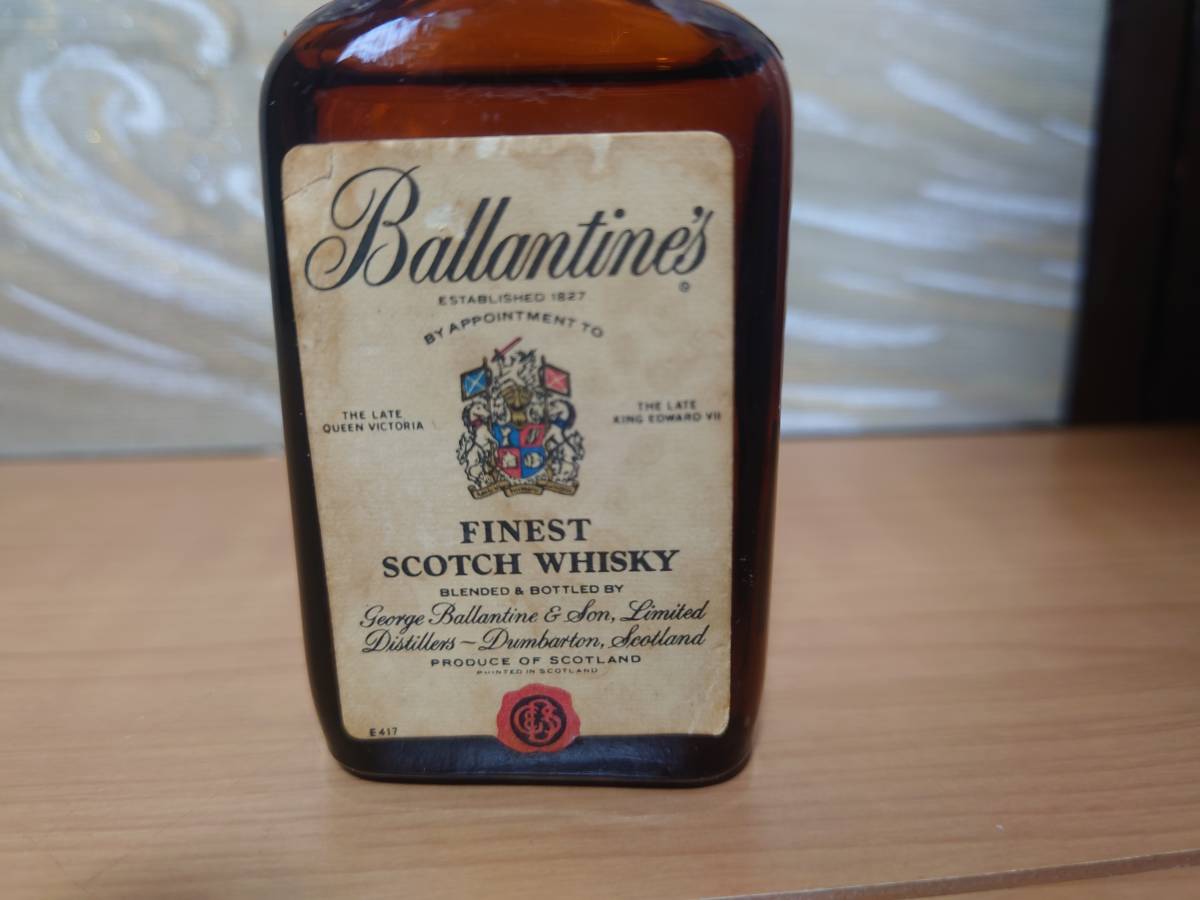 Ballantine's
®
ESTABLISHED 1827
BY APPOINTMENT TO
THE LATE
QUEEN VICTORIA
THE LATE
KING EDWARD VII
FINEST
SCOTCH WHISKY
BLENDED & BOTTLED BY
George Ballantine & Son, Limited
Distillers ~ Dumbarton, Scotland
PRODUCE OF SCOTLAND
PRINTED IN SCOTLAND
E417